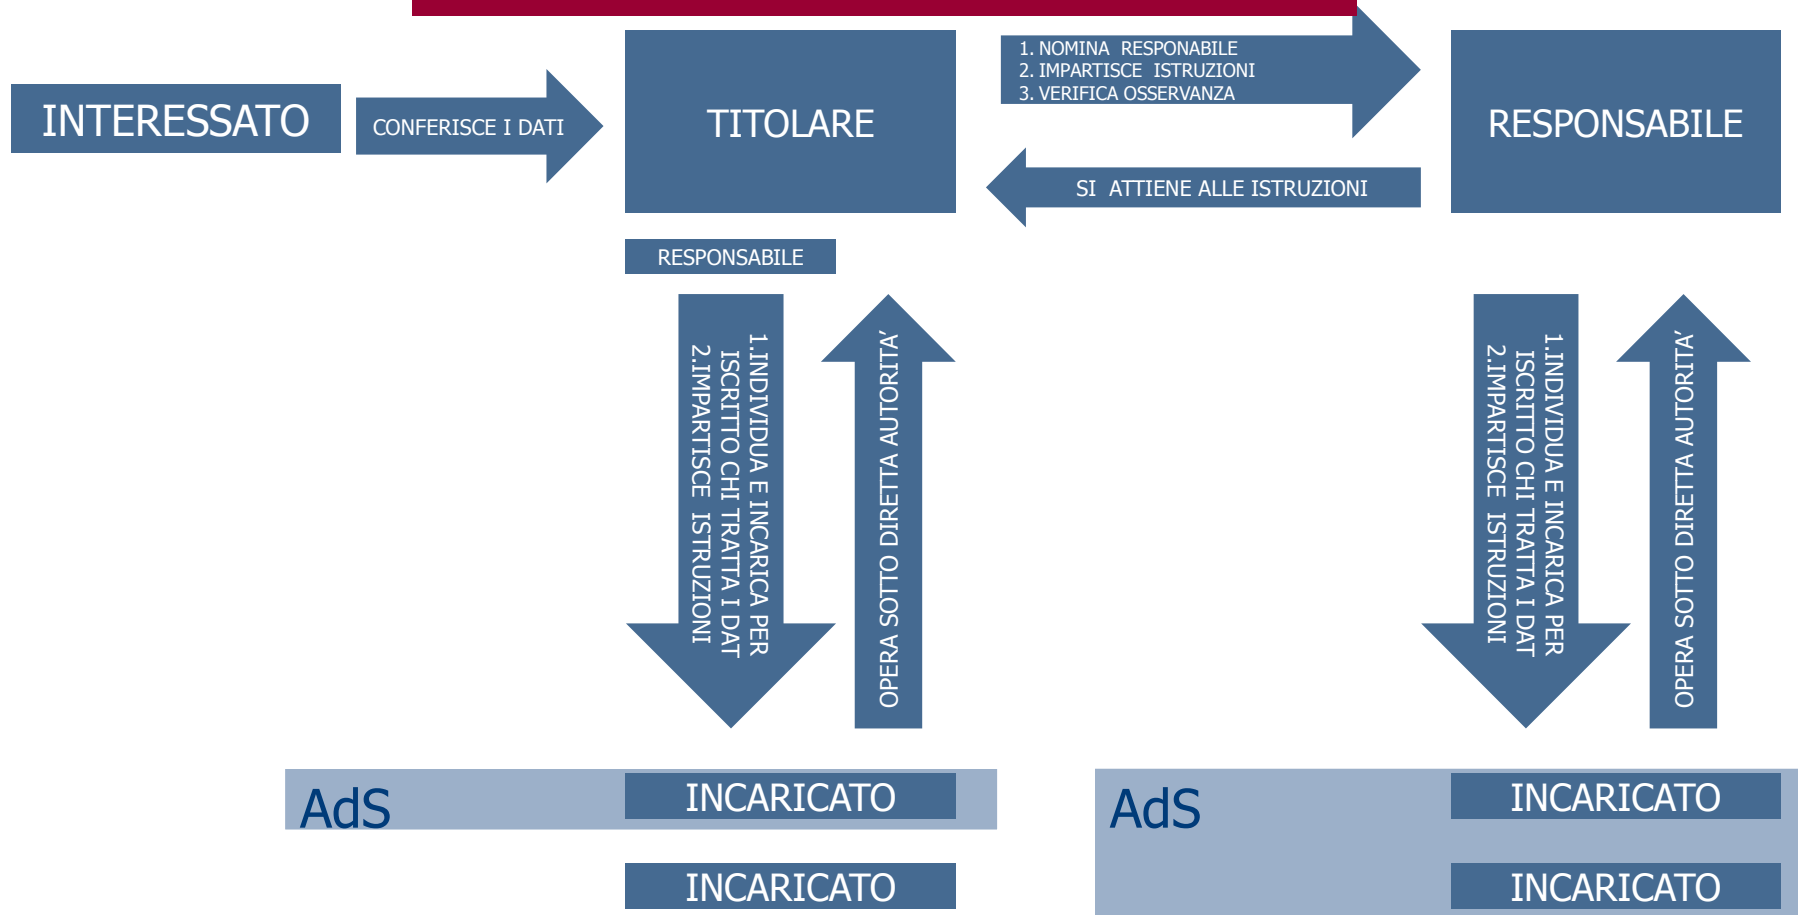 INTERESSATO
CONFERISCE I DATI
TITOLARE
1. NOMINA RESPONABILE
2. IMPARTISCE ISTRUZIONI
3. VERIFICA OSSERVANZA
SI ATTIENE ALLE ISTRUZIONI
RESPONSABILE
RESPONSABILE
1.INDIVIDUA E INCARICA PER
ISCRITTO CHI TRATTA I DAT
2.IMPARTISCE ISTRUZIONI
OPERA SOTTO DIRETTA AUTORITA'
1.INDIVIDUA E INCARICA PER
ISCRITTO CHI TRATTA I DAT
2.IMPARTISCE ISTRUZIONI
OPERA SOTTO DIRETTA AUTORITA'
AdS
INCARICATO
AdS
INCARICATO
INCARICATO
INCARICATO